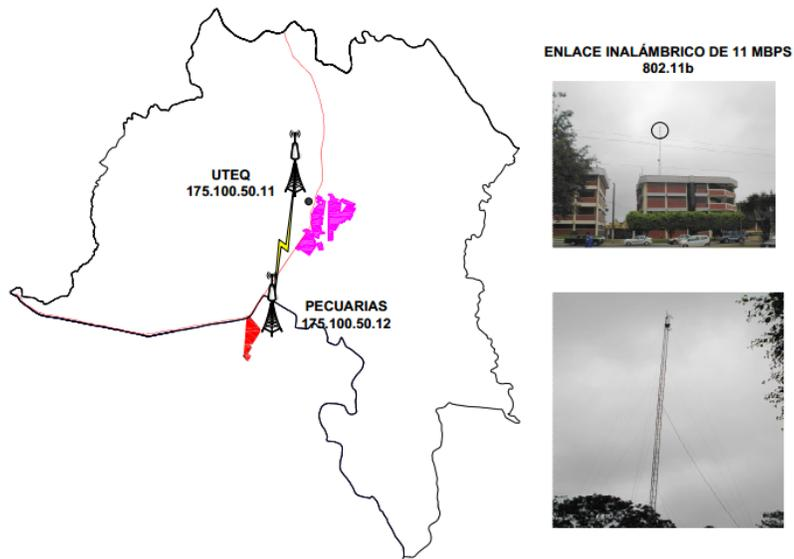 ENLACE INALÁMBRICO DE 11 MBPS
802.11b
UTEQ
175.100.50.11
PECUARIAS
175.100.50.12